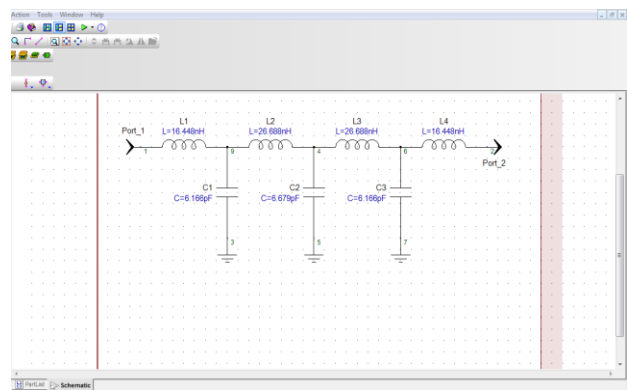 Action Tools Window Help
L1
L=16.448nH
L2
L=26.688nH
L3
L=26.688nH
L4
L=16.448nH
Port_1
1
9
4
6
2
Port_2
C1
C=6.166pF
C2
C=6.679pF
C3
C=6.166pF
3
5
7
PartList Schematic